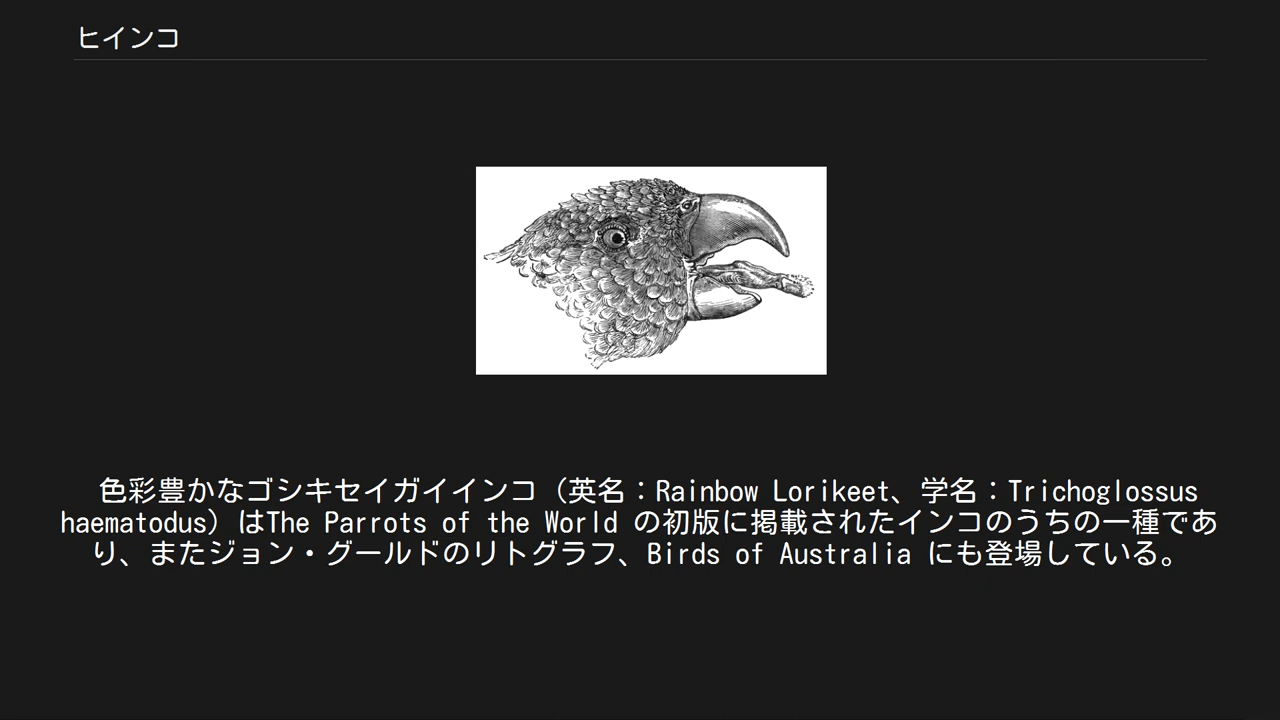 ヒインコ
色彩豊かなゴシキセイガイインコ（英名：Rainbow Lorikeet、学名：Trichoglossus
haematodus）はThe Parrots of the World の初版に掲載されたインコのうちの一種であ
り、またジョン・グールドのリトグラフ、Birds of Australia にも登場している。